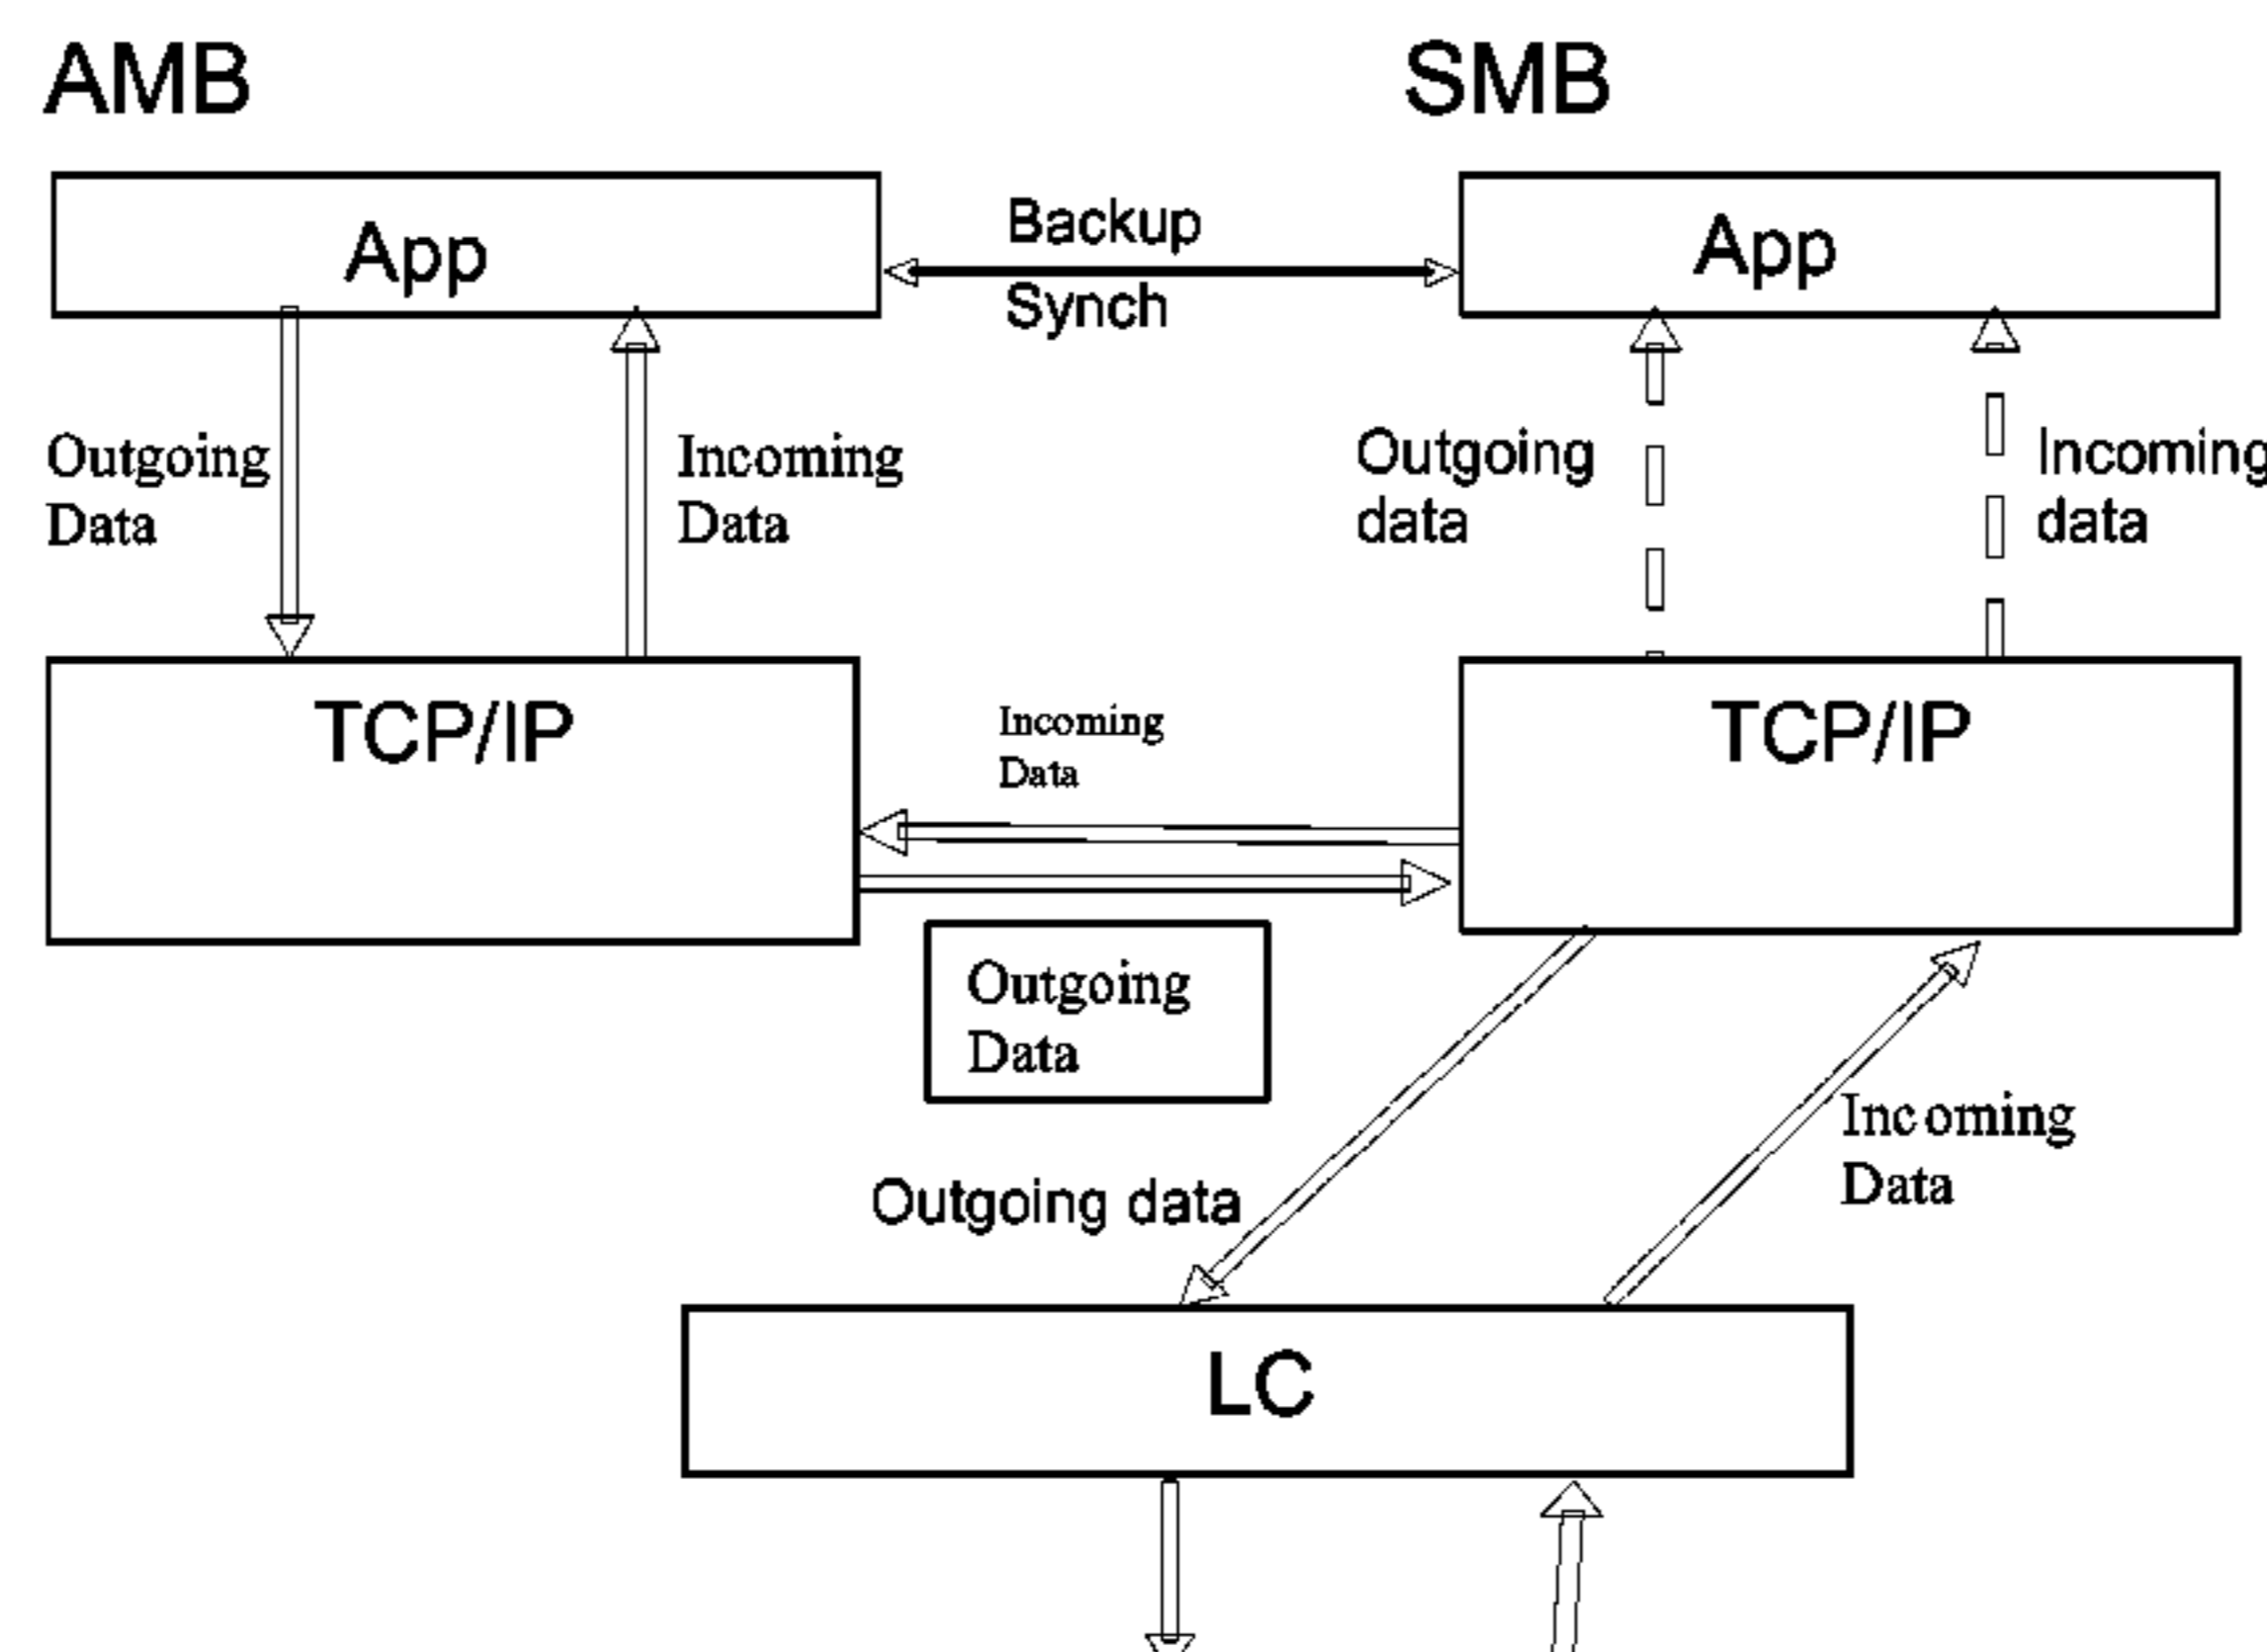 AMB
SMB
App
Backup
Synch
App
Outgoing
Data
Incoming
Data
Outgoing
data
Incoming
data
TCP/IP
Incoming
Data
TCP/IP
Outgoing
Data
Outgoing data
Incoming
Data
LC